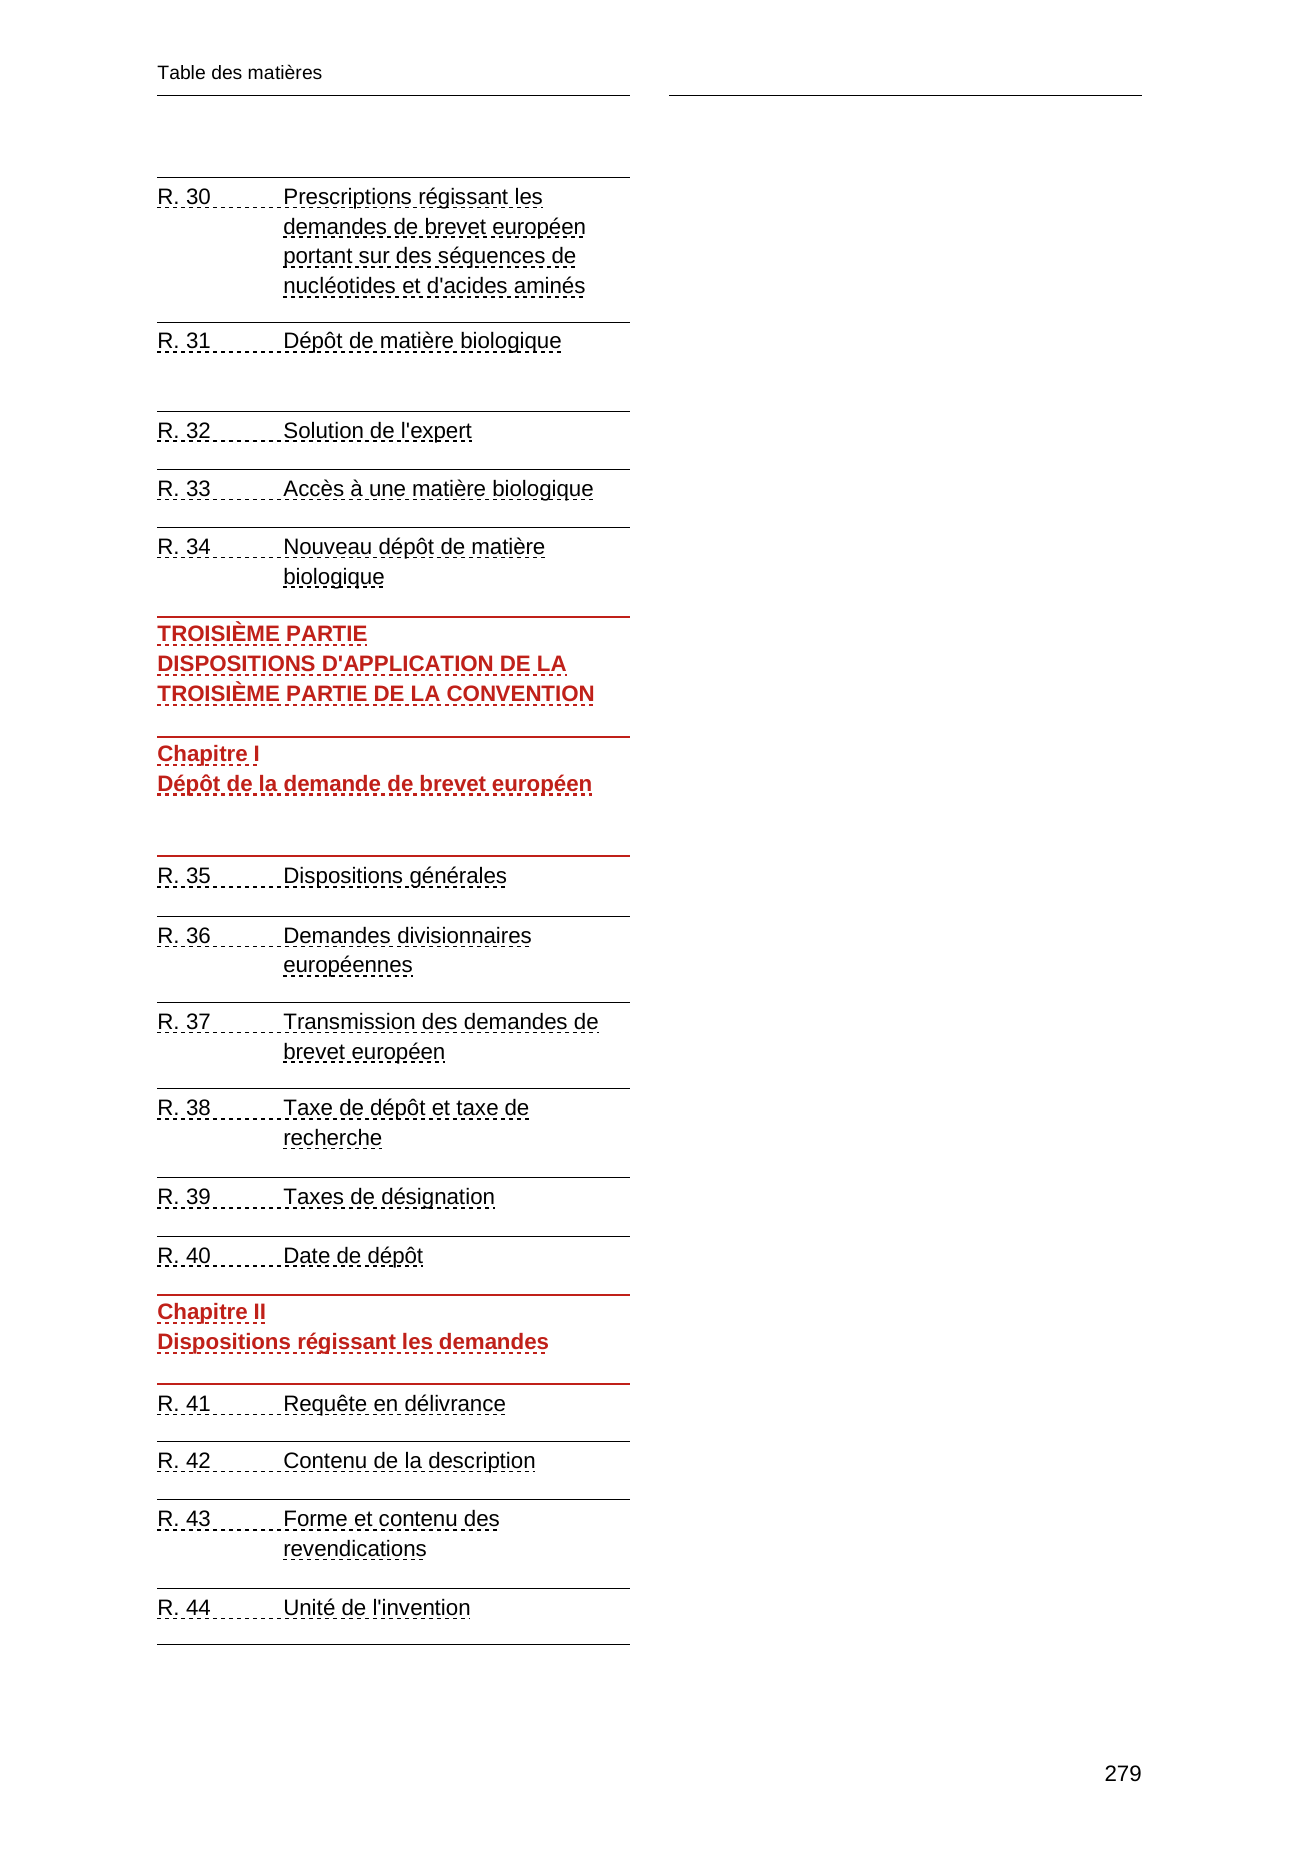 Table des matières
R. 30 Prescriptions régissant les
demandes de brevet européen
portant sur des séquences de
nucléotides et d'acides aminés
R. 31 Dépôt de matière biologique
R. 32 Solution de l'expert
R. 33 Accès à une matière biologique
R. 34 Nouveau dépôt de matière
biologique
TROISIÈME PARTIE
DISPOSITIONS D'APPLICATION DE LA
TROISIÈME PARTIE DE LA CONVENTION
Chapitre I
Dépôt de la demande de brevet européen
R. 35 Dispositions générales
R. 36 Demandes divisionnaires
européennes
R. 37 Transmission des demandes de
brevet européen
R. 38 Taxe de dépôt et taxe de
recherche
R. 39 Taxes de désignation
R. 40 Date de dépôt
Chapitre II
Dispositions régissant les demandes
R. 41 Requête en délivrance
R. 42 Contenu de la description
R. 43 Forme et contenu des
revendications
R. 44 Unité de l'invention
279